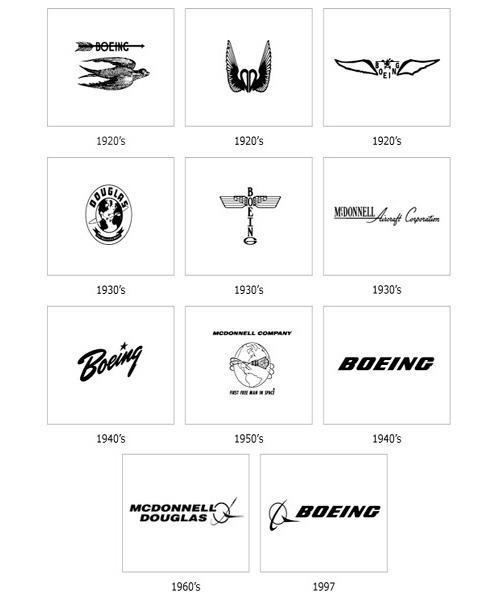 BOEING
1920's
1920's
BOEING
1920's
DOUGLAS
1930's
BOEING
1930's
McDONNELL Aircraft Corporation
1930's
Boeing
1940's
MCDONNELL COMPANY
FIRST FREE MAN IN SPACE
1950's
BOEING
1940's
MCDONNELL
DOUGLAS
1960's
BOEING
1997